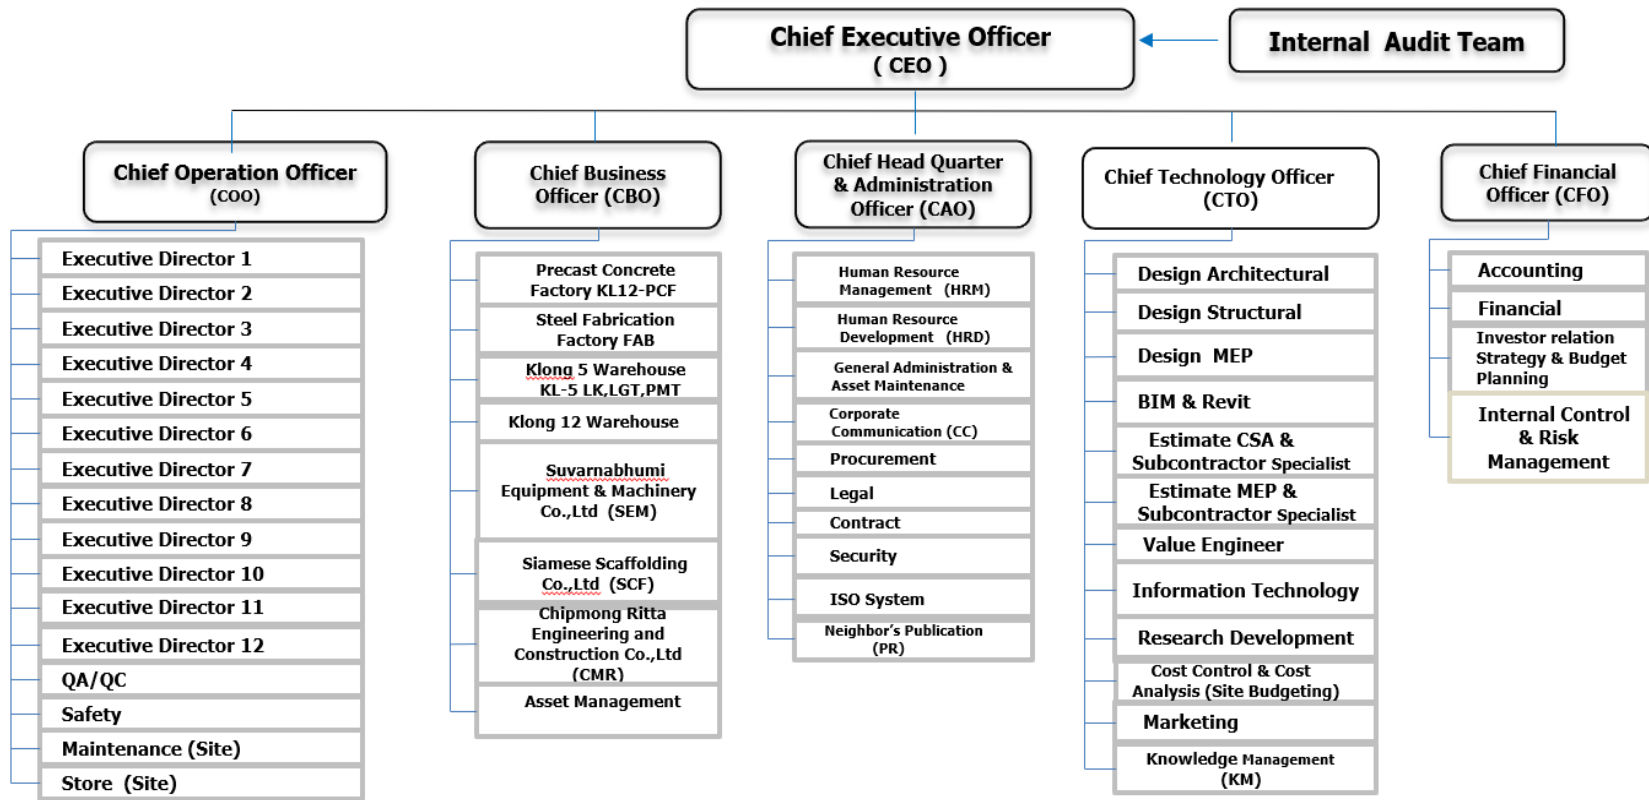 Chief Executive Officer
( CEO )
Internal Audit Team
Chief Operation Officer
(COO)
Executive Director 1
Executive Director 2
Executive Director 3
Executive Director 4
Executive Director 5
Executive Director 6
Executive Director 7
Executive Director 8
Executive Director 9
Executive Director 10
Executive Director 11
Executive Director 12
QA/QC
Safety
Maintenance (Site)
Store (Site)
Chief Business
Officer (CBO)
Precast Concrete
Factory KL12-PCF
Steel Fabrication
Factory FAB
Klong 5 Warehouse
KL-5 LK,LGT,PMT
Klong 12 Warehouse
Suvarnabhumi
Equipment & Machinery
Co.,Ltd (SEM)
Siamese Scaffolding
Co.,Ltd (SCF)
Chipmong Ritta
Engineering and
Construction Co.,Ltd
(CMR)
Asset Management
Chief Head Quarter
& Administration
Officer (CAO)
Human Resource
Management (HRM)
Human Resource
Development (HRD)
General Administration &
Asset Maintenance
Corporate
Communication (CC)
Procurement
Legal
Contract
Security
ISO System
Neighbor's Publication
(PR)
Chief Technology Officer
(CTO)
Design Architectural
Design Structural
Design MEP
BIM & Revit
Estimate CSA &
Subcontractor Specialist
Estimate MEP &
Subcontractor Specialist
Value Engineer
Information Technology
Research Development
Cost Control & Cost
Analysis (Site Budgeting)
Marketing
Knowledge Management
(KM)
Chief Financial
Officer (CFO)
Accounting
Financial
Investor relation
Strategy & Budget
Planning
Internal Control
& Risk
Management